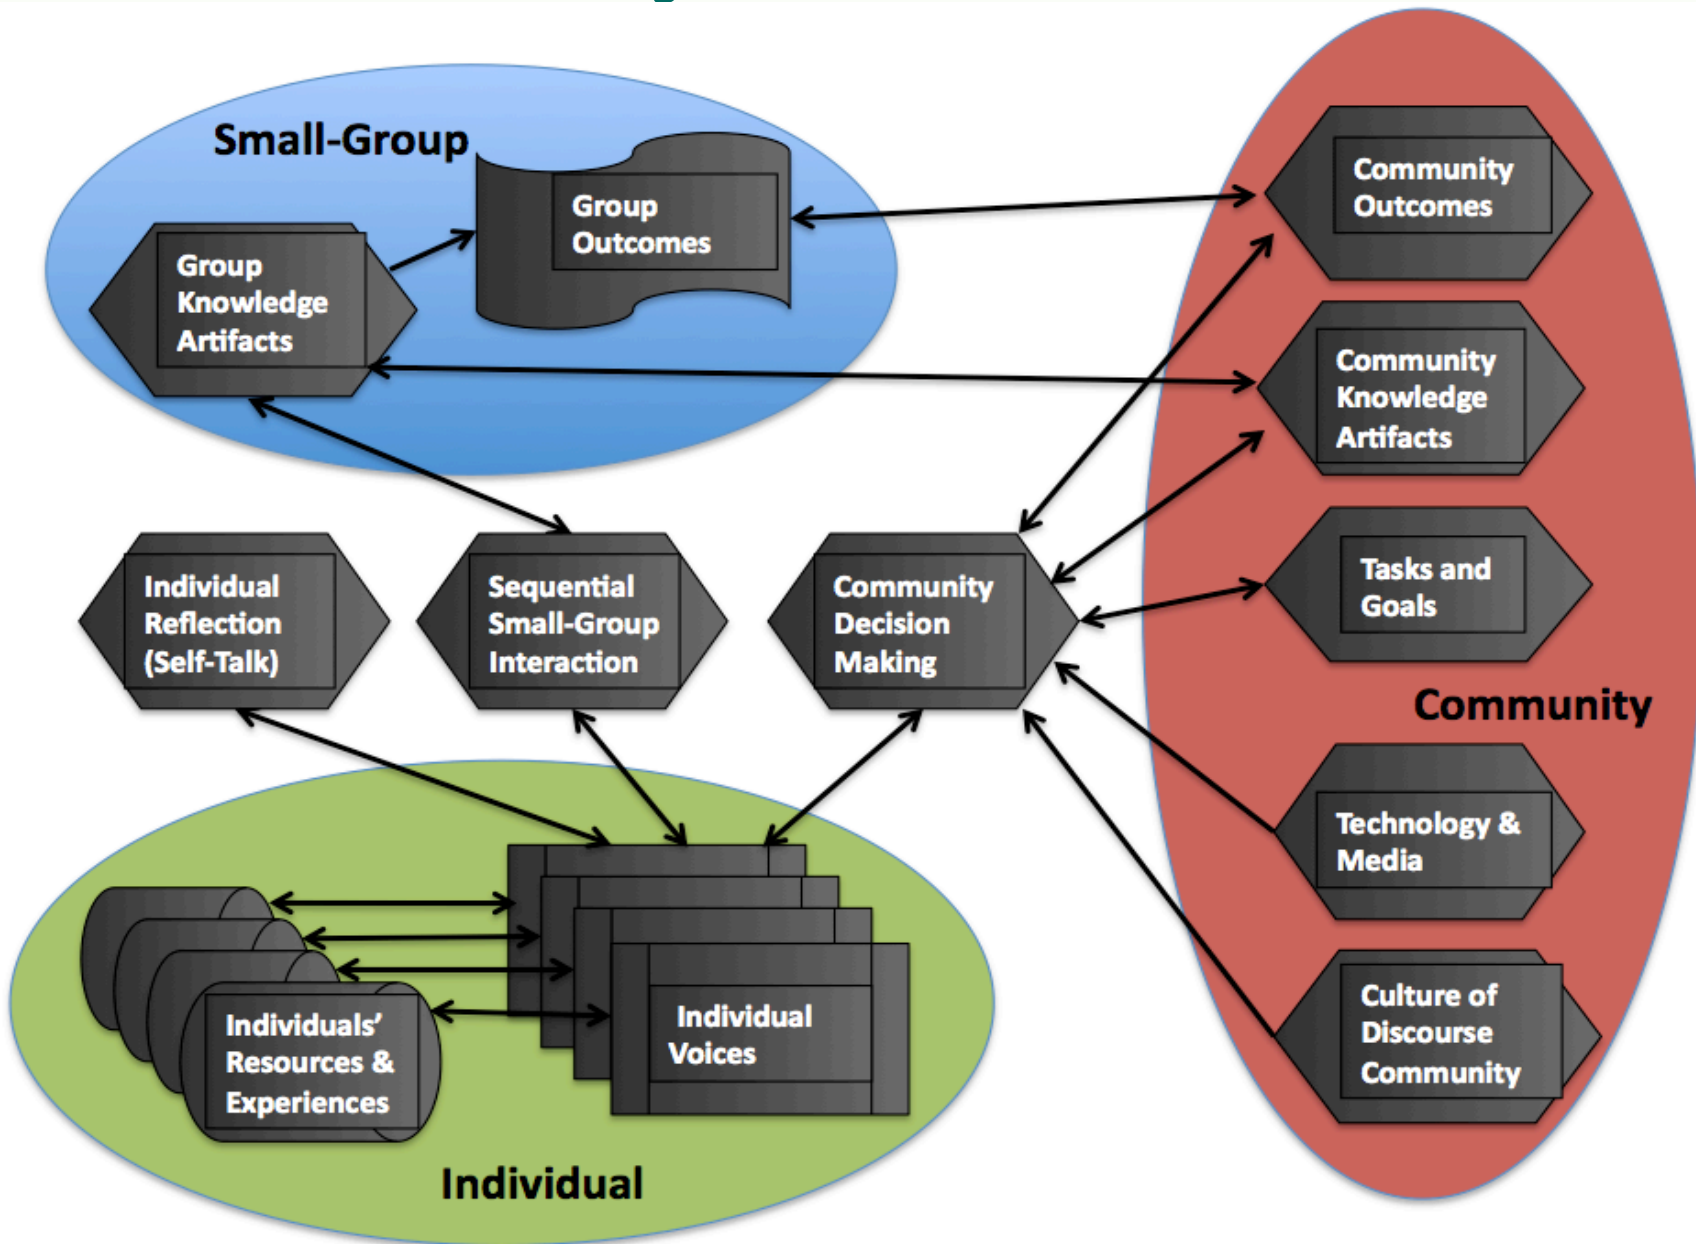 Small-Group
Group
Outcomes
Group
Knowledge
Artifacts
Community
Outcomes
Community
Knowledge
Artifacts
Individual
Reflection
(Self-Talk)
Sequential
Small-Group
Interaction
Community
Decision
Making
Tasks and
Goals
Community
Technology &
Media
Culture of
Discourse
Community
Individuals’
Resources &
Experiences
Individual
Voices
Individual